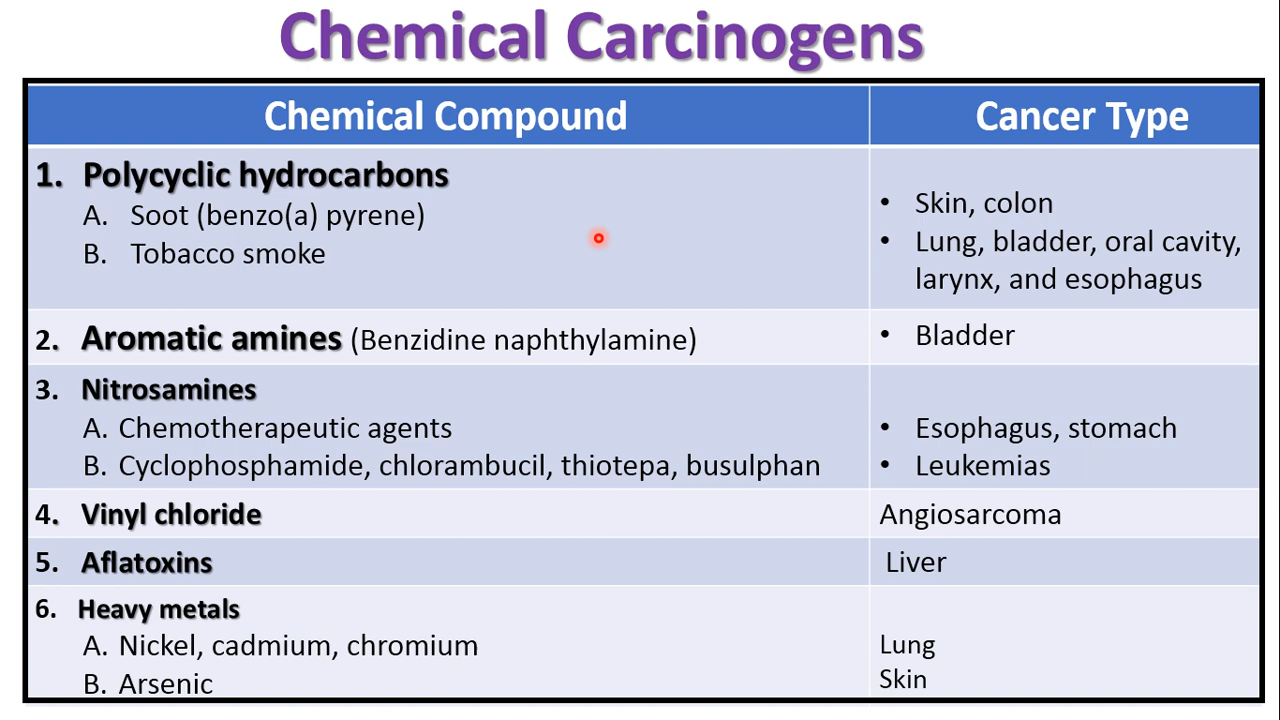 Chemical Carcinogens
Chemical Compound
Cancer Type
1. Polycyclic hydrocarbons
A. Soot (benzo(a) pyrene)
B. Tobacco smoke
• Skin, colon
• Lung, bladder, oral cavity,
larynx, and esophagus
2. Aromatic amines (Benzidine naphthylamine)
• Bladder
3. Nitrosamines
A. Chemotherapeutic agents
B. Cyclophosphamide, chlorambucil, thiotepa, busulphan
• Esophagus, stomach
• Leukemias
4. Vinyl chloride
Angiosarcoma
5. Aflatoxins
Liver
6. Heavy metals
A. Nickel, cadmium, chromium
B. Arsenic
Lung
Skin